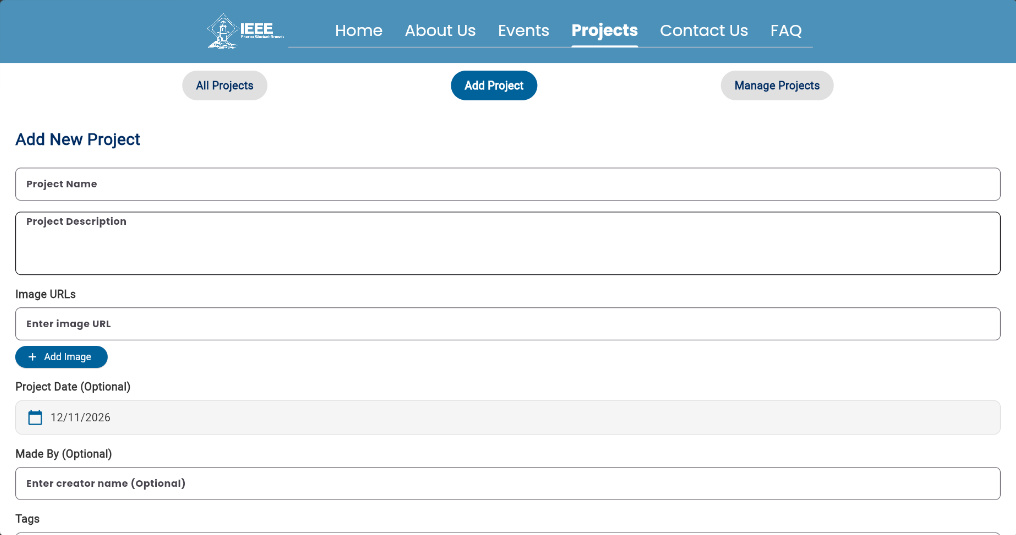 IEEE
Home About Us Events Projects Contact Us FAQ
All Projects Add Project Manage Projects
Add New Project
Project Name
Project Description
Image URLs
Enter image URL
+ Add Image
Project Date (Optional)
12/11/2026
Made By (Optional)
Enter creator name (Optional)
Tags